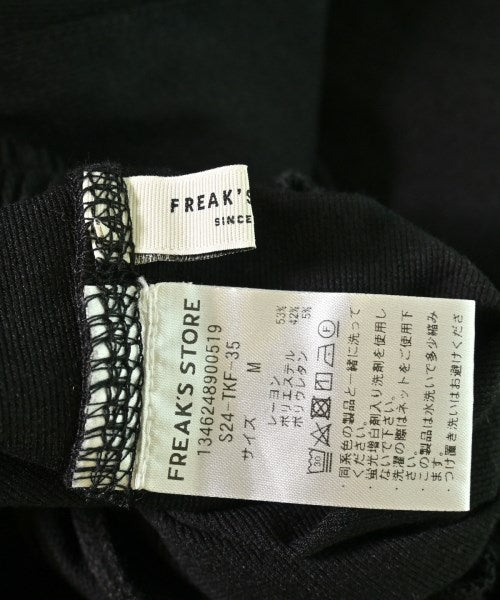 FREAK'S
SINCE
FREAK'S STORE
1346248900519
S24-TKF-35
サイズ M
レーヨン 53%
ポリエステル 42%
ポリウレタン 5%
・同系色の製品と一緒に洗って
ください。
・蛍光増白剤入り洗剤を使用し
ないで下さい。
・洗濯の際はネットをご使用下
さい。
・この製品は水洗いで多少縮み
ます。
・つけ置き洗いはお避けくださ